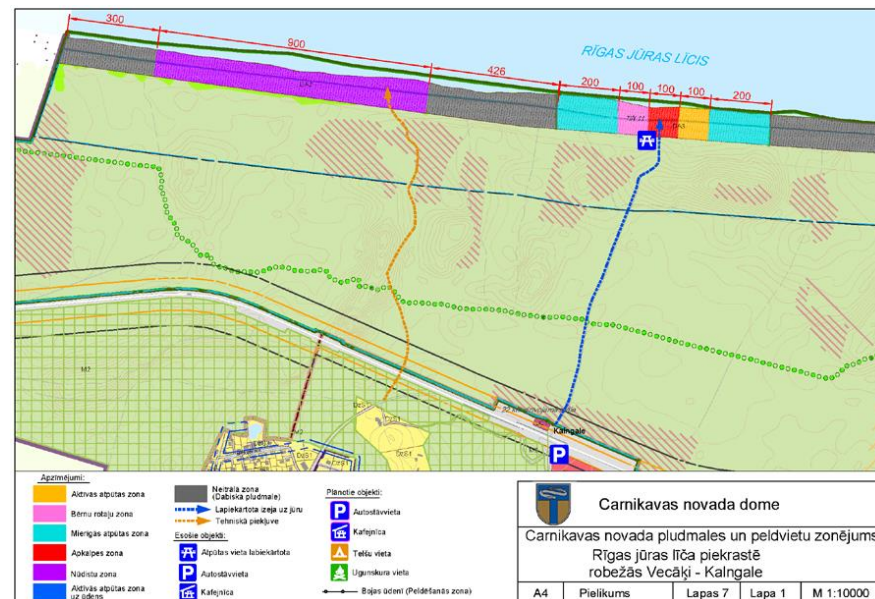 300
900
426
200
100
100
100
200
RĪGAS JŪRAS LĪCIS
M2
DzS1
DzS1
DzS1
Kalngale
P
Apzīmējumi:
Aktīvās atpūtas zona
Bērnu rotaļu zona
Mierīgās atpūtas zona
Apkalpes zona
Nūdistu zona
Aktīvās atpūtas zona
uz ūdens
Neitrālā zona
(Dabiskā pludmale)
Labiekārtota izeja uz jūru
Tehniskā piekļuve
Esošie objekti:
Atpūtas vieta labiekārtota
P Autostāvvieta
Kafejnīca
Plānotie objekti:
P Autostāvvieta
Kafejnīca
Telšu vieta
Ugunskura vieta
Bojas ūdenī (Peldēšanās zona)
Carnikavas novada dome
Carnikavas novada pludmales un peldvietu zonējums
Rīgas jūras līča piekrastē
robežās Vecāķi - Kalngale
A4 Pielikums Lapas 7 Lapa 1 M 1:10000